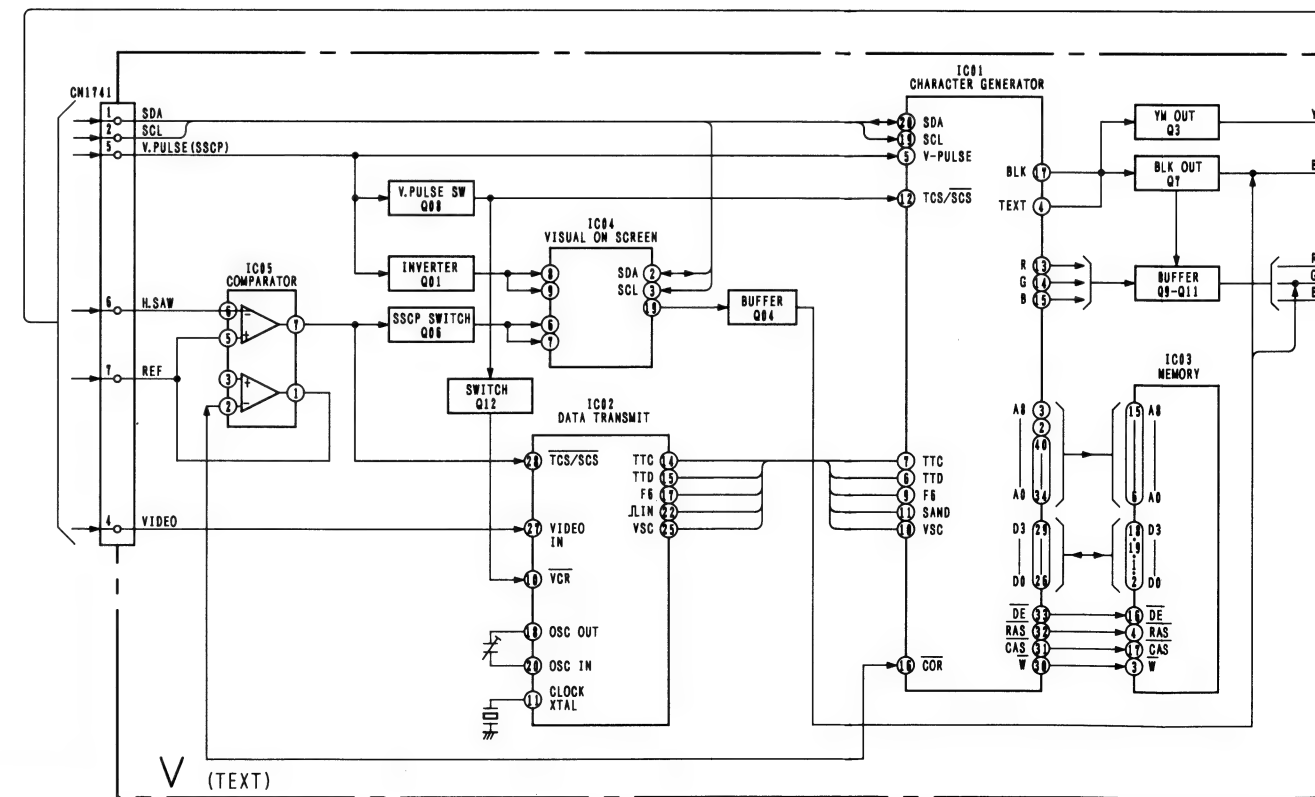 IC01
CHARACTER GENERATOR
CN1741
1 SDA
2 SCL
5 V.PULSE(SSCP)
20 SDA
19 SCL
5 V-PULSE
12 TCS/SCS
BLK 17
TEXT 4
R 13
G 14
B 15
YM OUT
Q3
BLK OUT
Q7
BUFFER
Q9-Q11
R
G
V.PULSE SW
Q08
IC04
VISUAL ON SCREEN
8
9
6
7
SDA 2
SCL 3
19
INVERTER
Q01
SSCP SWITCH
Q06
BUFFER
Q04
IC05
COMPARATOR
6
5
7
3
2
1
6 H.SAW
7 REF
4 VIDEO
SWITCH
Q12
IC02
DATA TRANSMIT
28 TCS/SCS
27 VIDEO
IN
10 VCR
18 OSC OUT
20 OSC IN
11 CLOCK
XTAL
TTC 14
TTD 15
F6 17
LIN 22
VSC 25
7 TTC
6 TTD
9 F6
11 SAND
10 VSC
16 COR
A8 3
2
40
A0 34
D3 29
D0 26
OE 33
RAS 32
CAS 31
W 30
IC03
MEMORY
15 A8
6 A0
18 D3
19
1
2 D0
16 OE
4 RAS
17 CAS
3 W
V (TEXT)